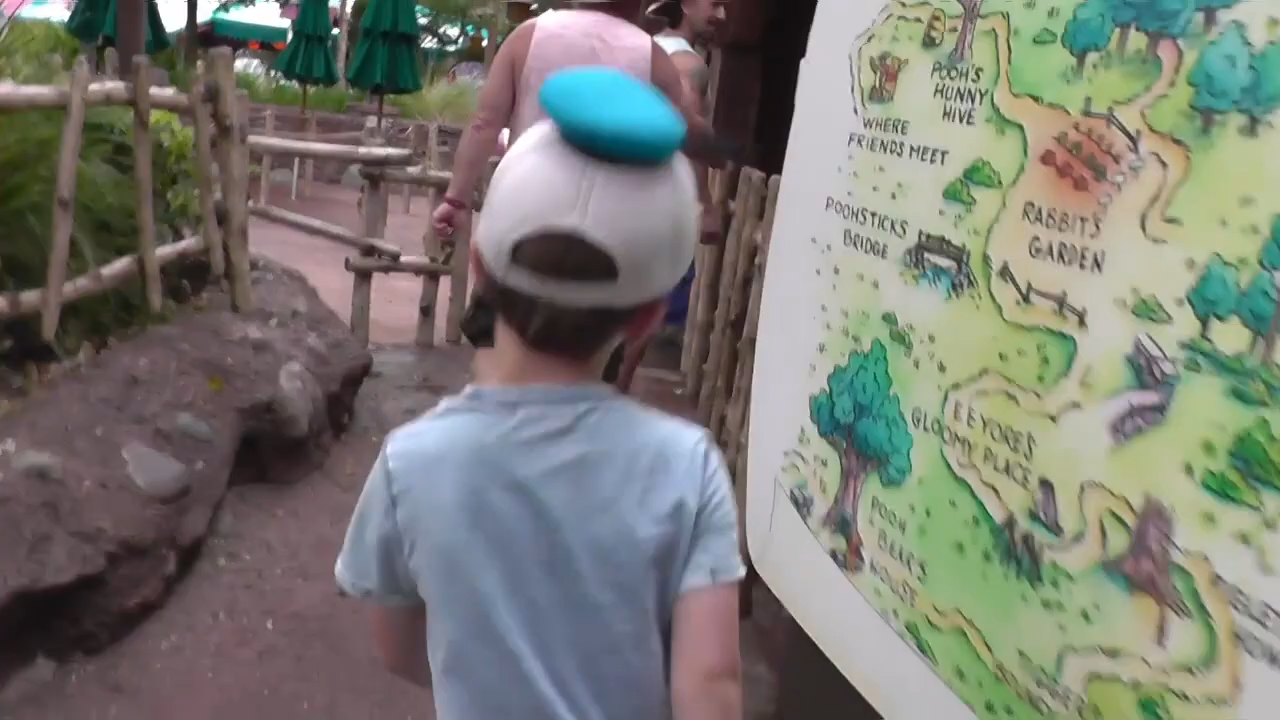 POOH'S
HUNNY
HIVE
WHERE
FRIENDS MEET
POOHSTICKS
BRIDGE
RABBIT'S
GARDEN
EEYORE'S
GLOOMY PLACE
POOH
BEAR'S
HOUSE